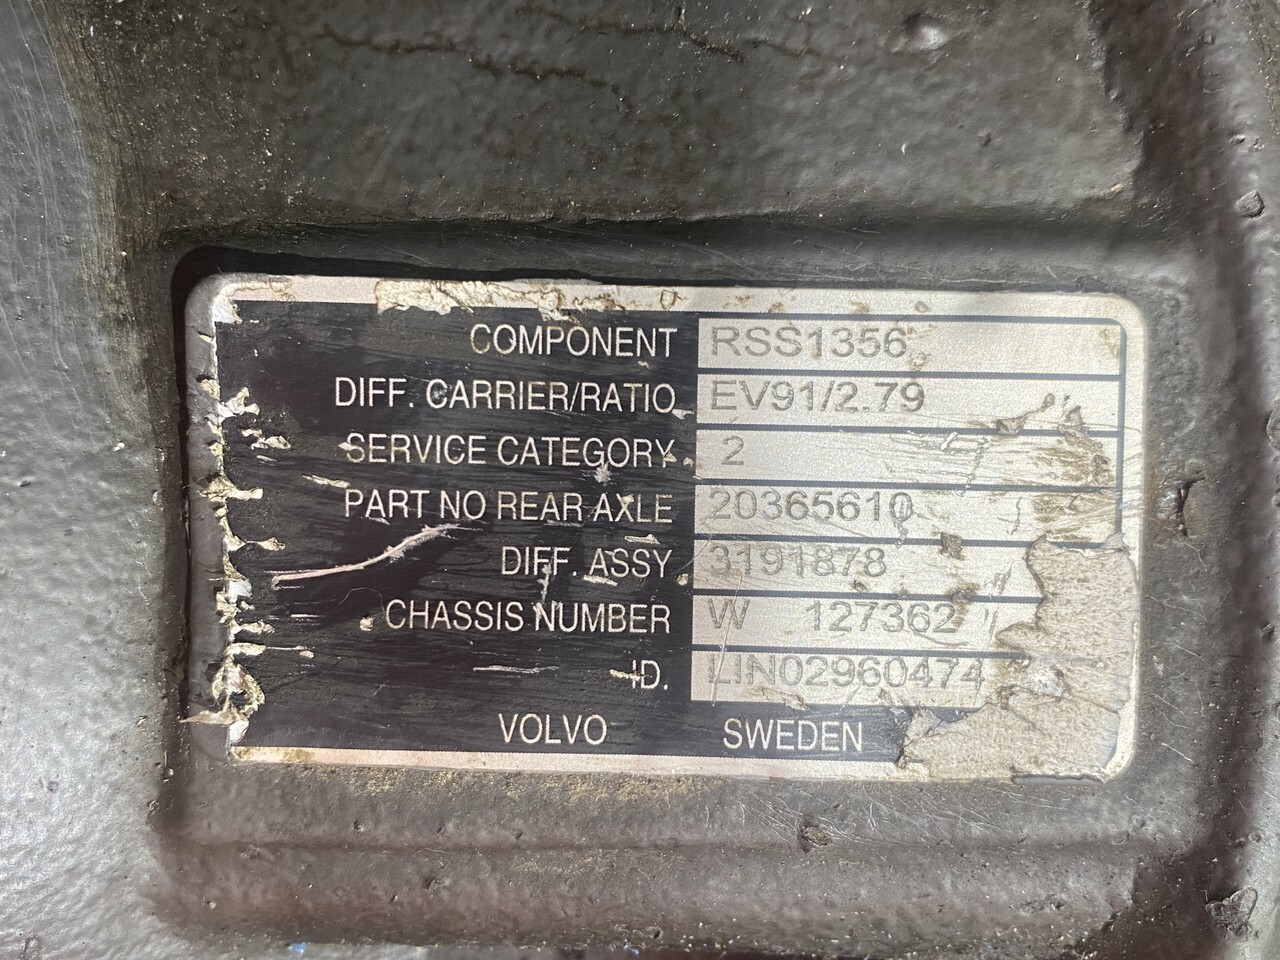 COMPONENT RSS1356
DIFF. CARRIER/RATIO EV91/2.79
SERVICE CATEGORY 2
PART NO REAR AXLE 20365610
DIFF. ASSY 3191878
CHASSIS NUMBER W 127362
ID. LIN02960474
VOLVO SWEDEN